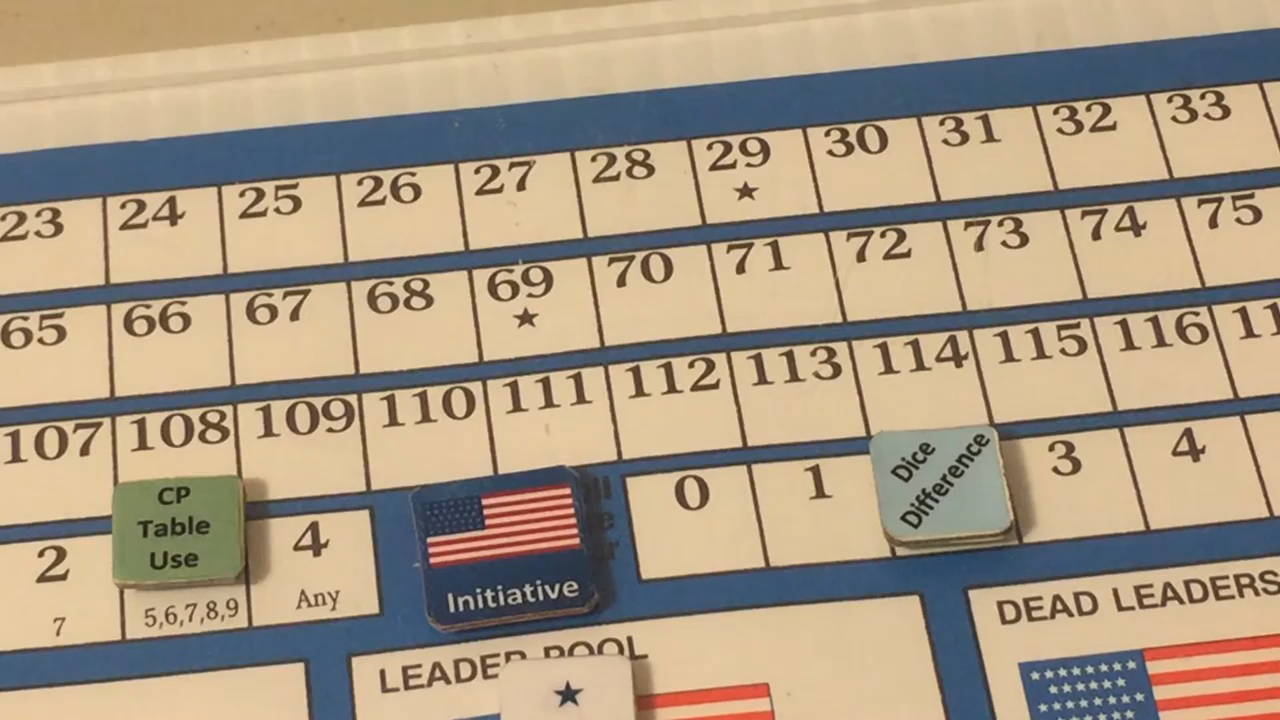 23 24 25 26 27 28 29 30 31 32 33
★ 
65 66 67 68 69 70 71 72 73 74 75
★
107 108 109 110 111 112 113 114 115 116
2 CP Table Use 4 Initiative 0 1 Dice Difference 3 4
7 5,6,7,8,9 Any
LEADER POOL DEAD LEADERS